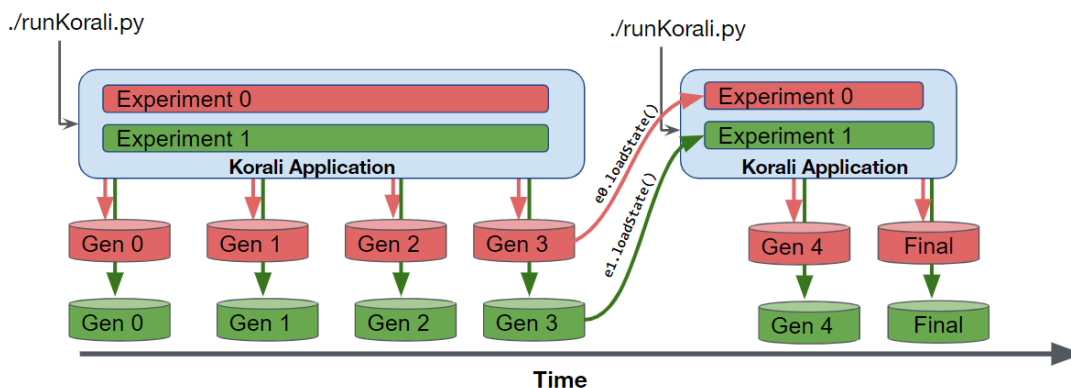 ./runKorali.py
./runKorali.py
Experiment 0
Experiment 1
Korali Application
Experiment 0
Experiment 1
Korali Application
e0.loadState()
e1.loadState()
Gen 0
Gen 1
Gen 2
Gen 3
Gen 4
Final
Gen 0
Gen 1
Gen 2
Gen 3
Gen 4
Final
Time